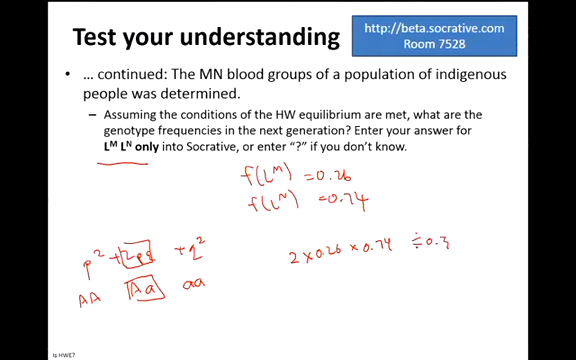 Test your understanding
http://beta.socrative.com
Room 7528
• … continued: The MN blood groups of a population of indigenous
people was determined.
– Assuming the conditions of the HW equilibrium are met, what are the
genotype frequencies in the next generation? Enter your answer for
Lᴹ Lᴺ only into Socrative, or enter "?" if you don't know.
f(Lᴹ) = 0.26
f(Lᴺ) = 0.74
p² + 2pq + q²
AA Aa aa
2 × 0.26 × 0.74 ÷ 0.3
Is HWE?